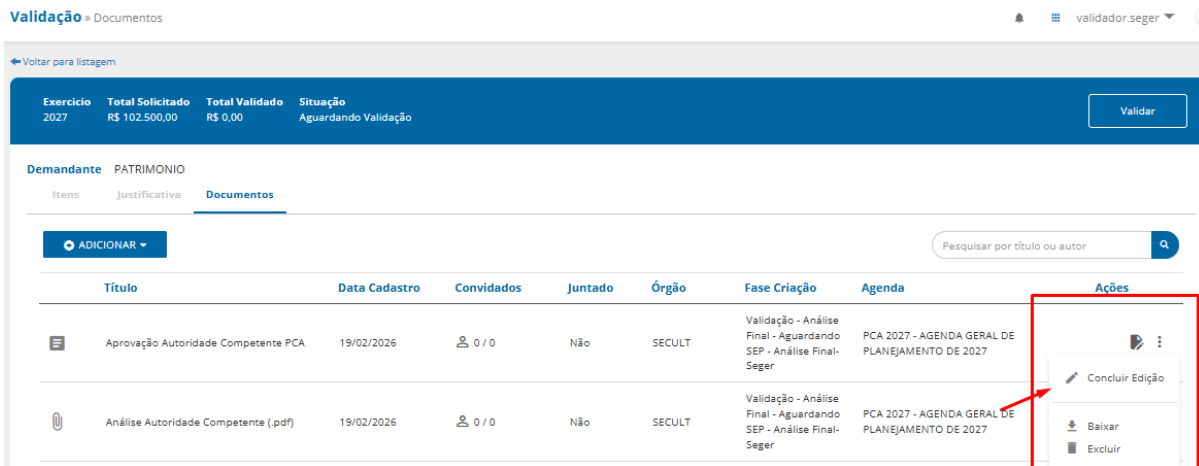 Validação » Documentos
validador.seger
Voltar para listagem
Exercicio Total Solicitado Total Validado Situação
2027 R$ 102.500,00 R$ 0,00 Aguardando Validação
Validar
Demandante PATRIMONIO
Itens Justificativa Documentos
ADICIONAR
Pesquisar por título ou autor
Título Data Cadastro Convidados Juntado Órgão Fase Criação Agenda Ações
Validação - Análise
Final - Aguardando
SEP - Análise Final-
Seger
Aprovação Autoridade Competente PCA 19/02/2026 0 / 0 Não SECULT
PCA 2027 - AGENDA GERAL DE
PLANEJAMENTO DE 2027
Concluir Edição
Validação - Análise
Final - Aguardando
SEP - Análise Final-
Seger
Análise Autoridade Competente (.pdf) 19/02/2026 0 / 0 Não SECULT
PCA 2027 - AGENDA GERAL DE
PLANEJAMENTO DE 2027
Baixar
Excluir